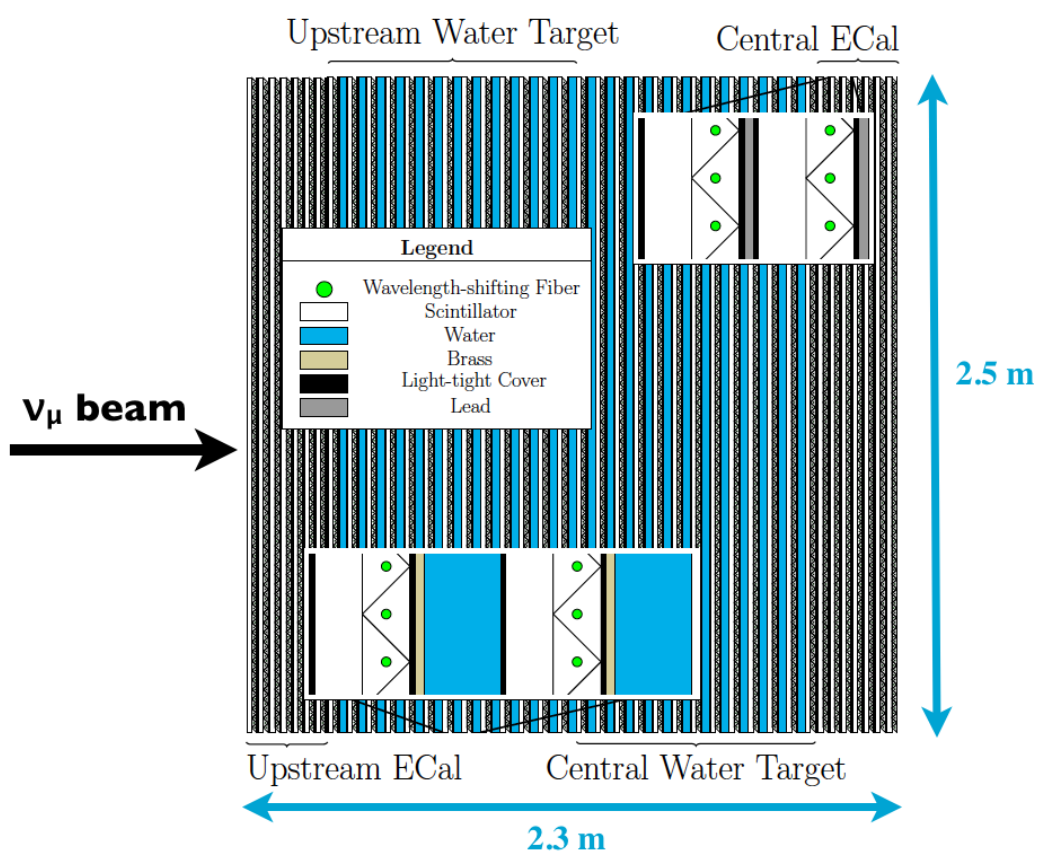 Upstream Water Target
Central ECal
Legend
Wavelength-shifting Fiber
Scintillator
Water
Brass
Light-tight Cover
Lead
νμ beam
2.5 m
Upstream ECal
Central Water Target
2.3 m